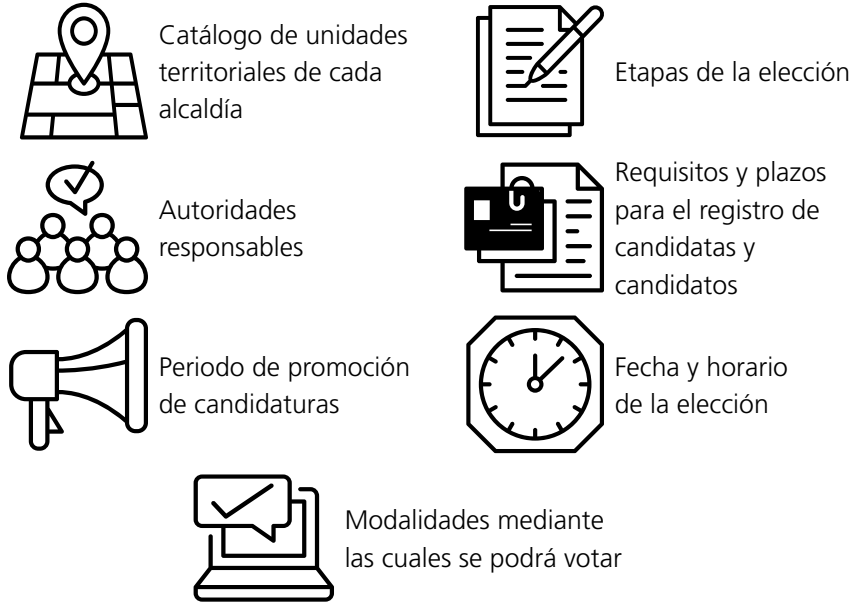 Catálogo de unidades
territoriales de cada
alcaldía
Etapas de la elección
Autoridades
responsables
Requisitos y plazos
para el registro de
candidatas y
candidatos
Periodo de promoción
de candidaturas
Fecha y horario
de la elección
Modalidades mediante
las cuales se podrá votar